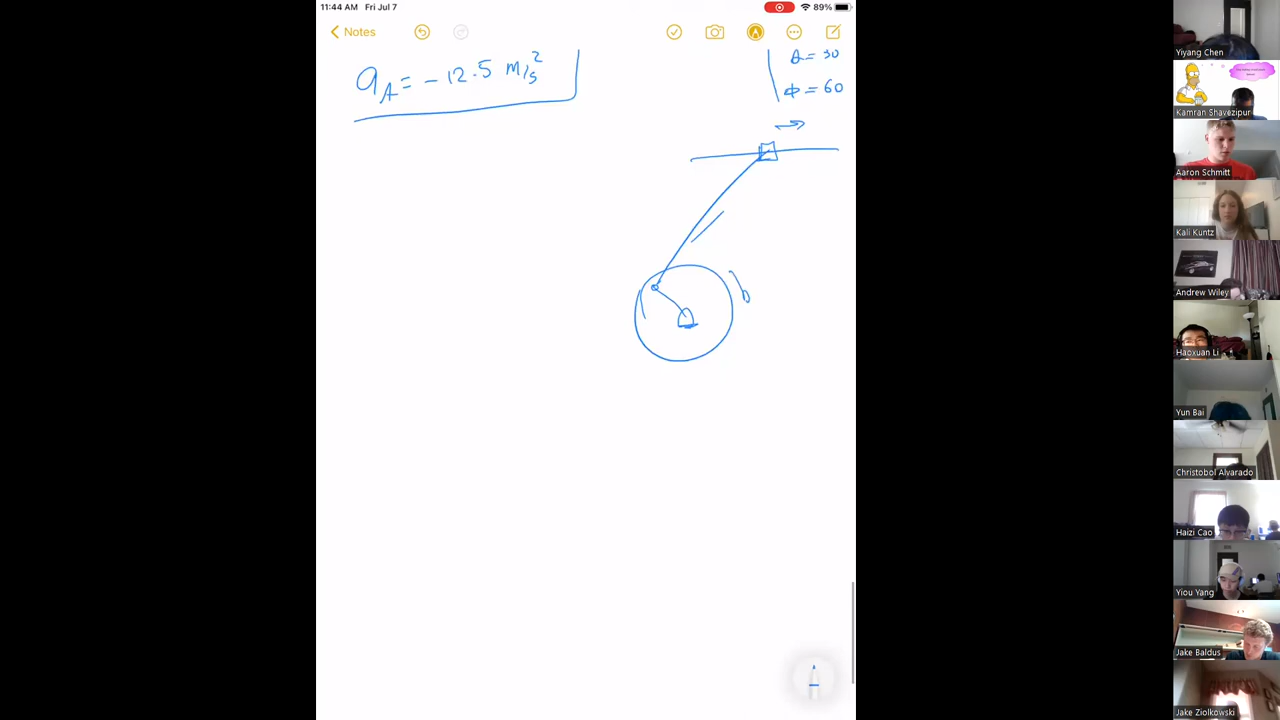 11:44 AM Fri Jul 7
89%
Notes
a_A = - 12.5 m/s²
θ = 30
φ = 60
Yiyang Chen
Kamran Shavezipur
Aaron Schmitt
Kali Kuntz
Andrew Wiley
Haoxuan Li
Yun Bai
Christobol Alvarado
Haizi Cao
Yiou Yang
Jake Baldus
Jake Ziolkowski